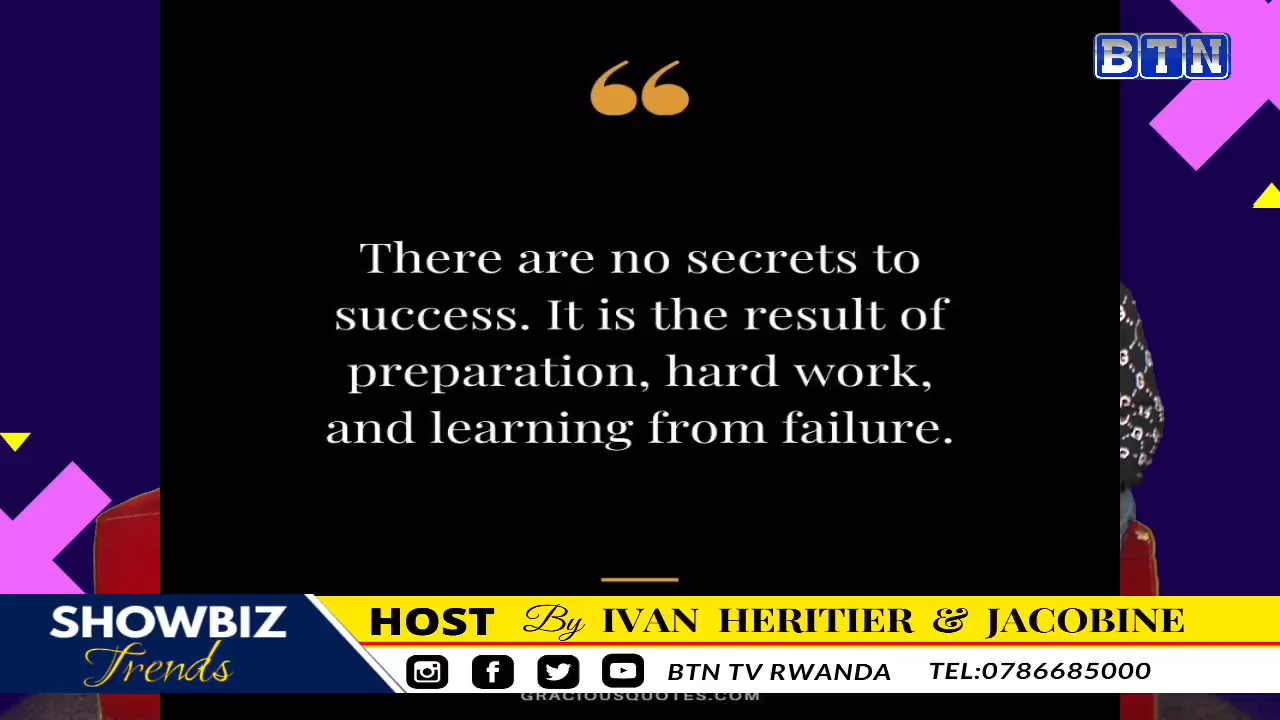 BTN
There are no secrets to
success. It is the result of
preparation, hard work,
and learning from failure.
SHOWBIZ
Trends
HOST By IVAN HERITIER & JACOBINE
BTN TV RWANDA TEL:0786685000
GRACIOUSQUOTES.COM